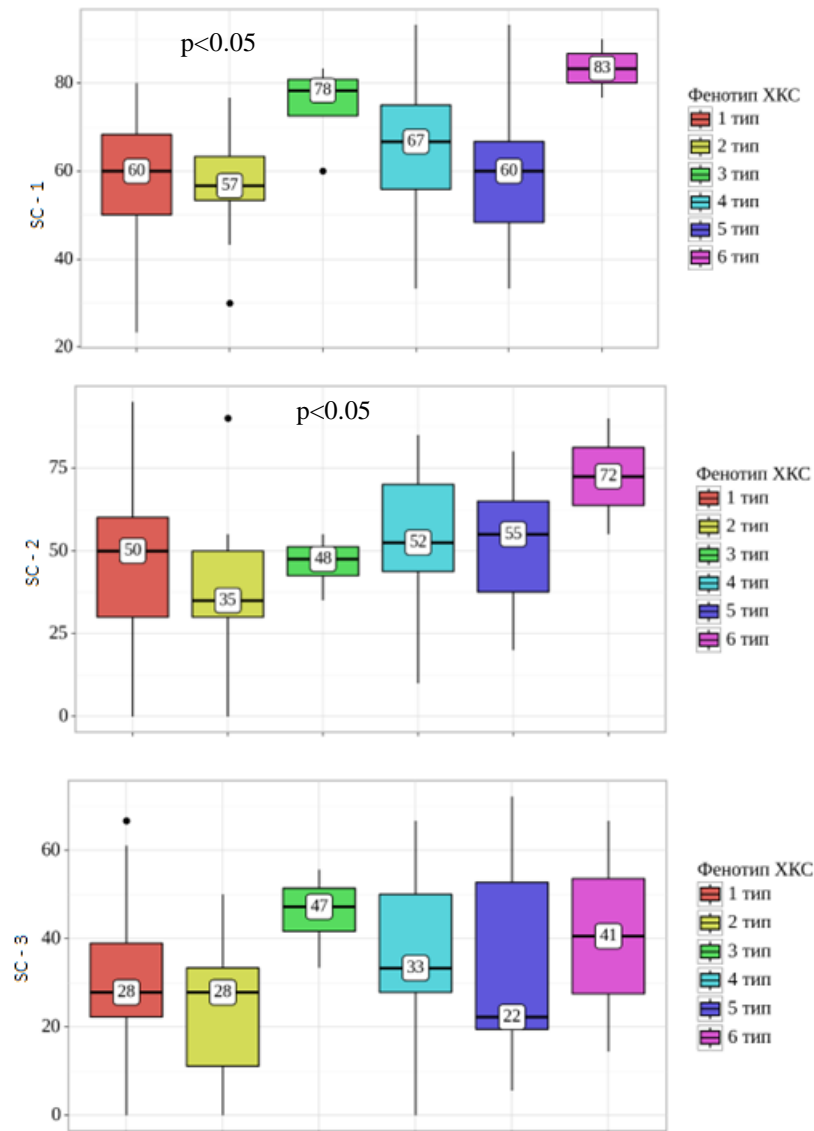 p<0.05
SC - 1
80
60
40
20
60
57
78
67
60
83
Фенотип ХКС
1 тип
2 тип
3 тип
4 тип
5 тип
6 тип
p<0.05
SC - 2
75
50
25
0
50
35
48
52
55
72
Фенотип ХКС
1 тип
2 тип
3 тип
4 тип
5 тип
6 тип
SC - 3
60
40
20
0
28
28
47
33
22
41
Фенотип ХКС
1 тип
2 тип
3 тип
4 тип
5 тип
6 тип